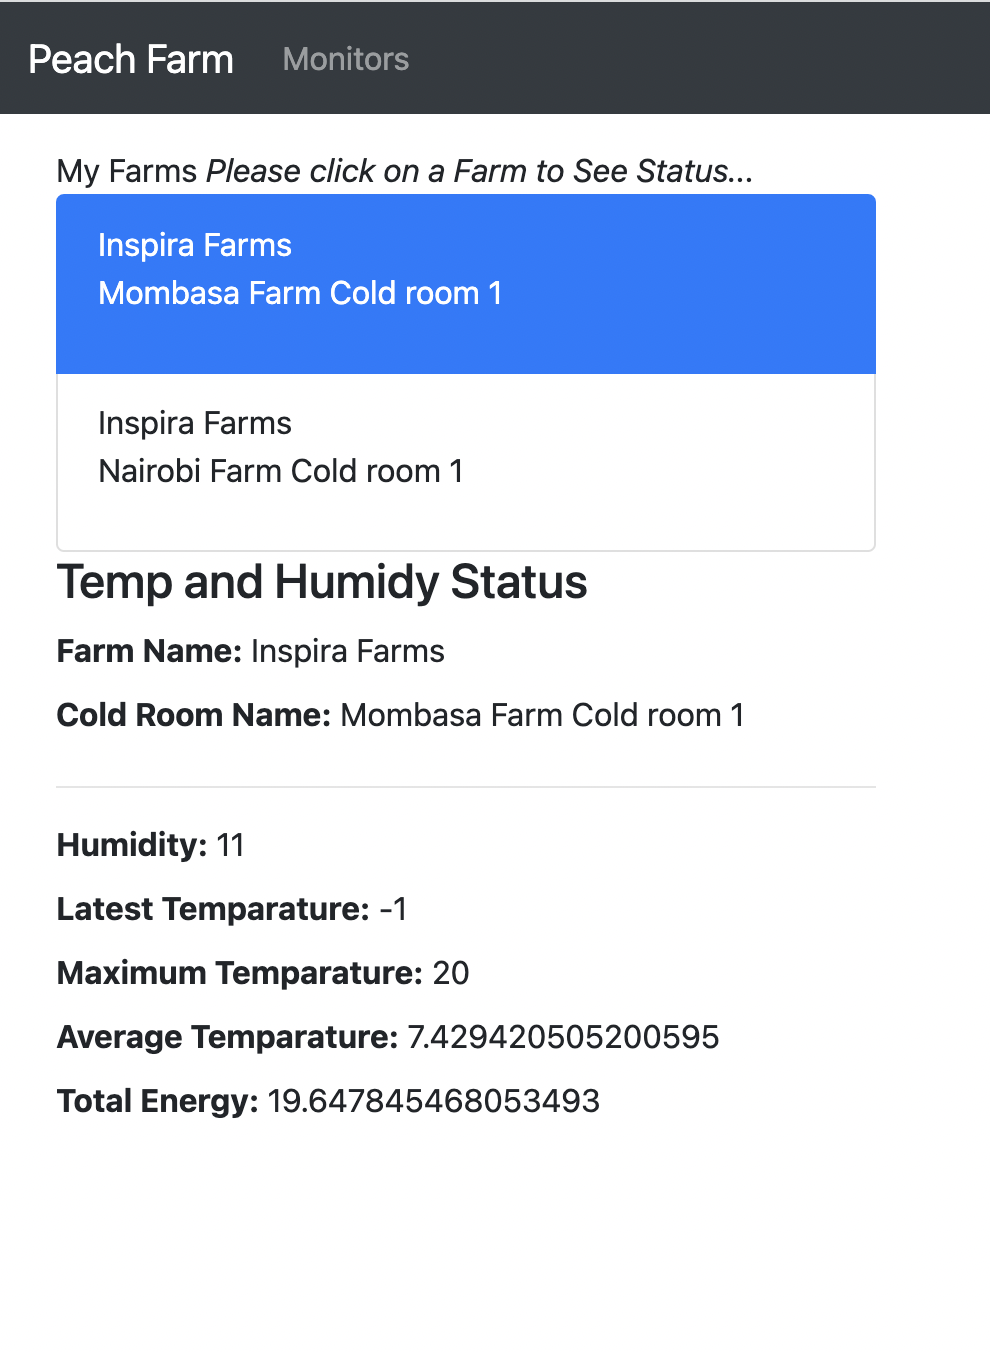 Peach Farm Monitors
My Farms Please click on a Farm to See Status...
Inspira Farms
Mombasa Farm Cold room 1
Inspira Farms
Nairobi Farm Cold room 1
Temp and Humidy Status
Farm Name: Inspira Farms
Cold Room Name: Mombasa Farm Cold room 1
Humidity: 11
Latest Temparature: -1
Maximum Temparature: 20
Average Temparature: 7.429420505200595
Total Energy: 19.647845468053493